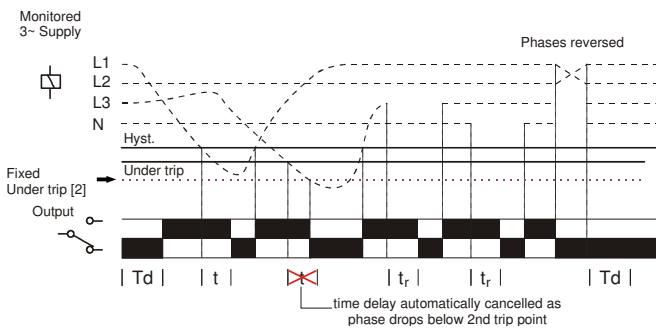 Monitored
3~ Supply
Phases reversed
L1
L2
L3
N
Hyst.
Under trip
Fixed
Under trip [2]
Output
Td
t
t
tr
tr
Td
time delay automatically cancelled as
phase drops below 2nd trip point